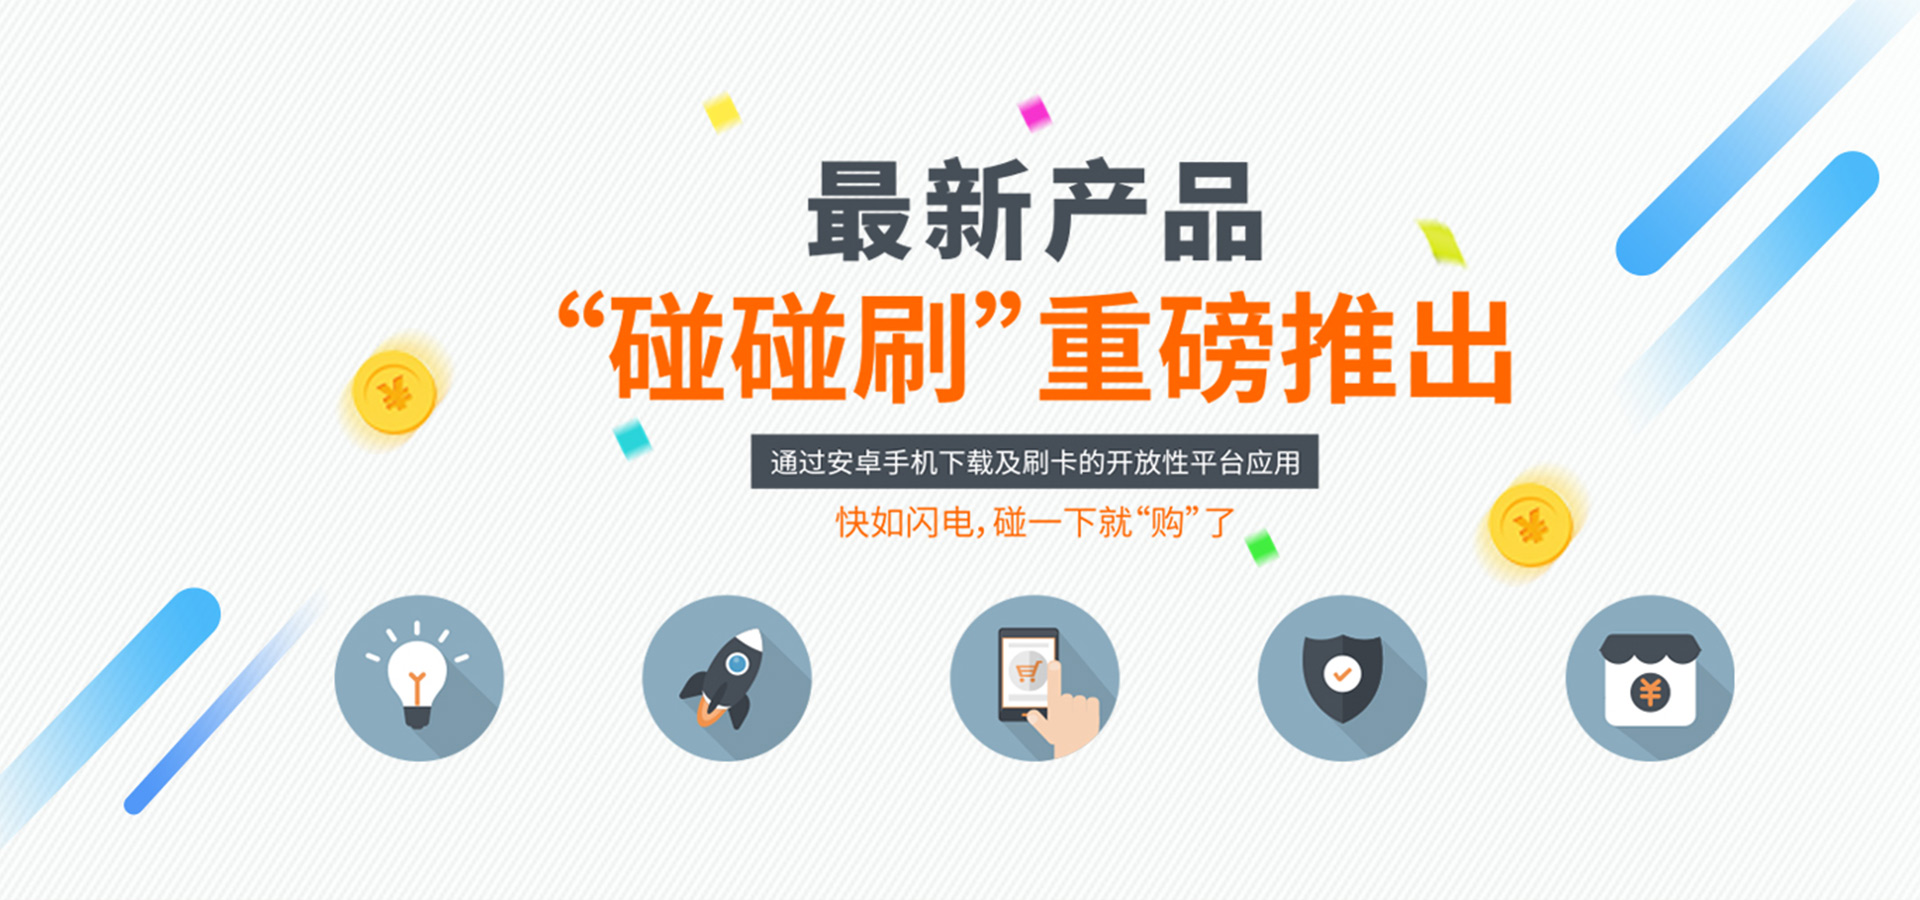 最新产品
“碰碰刷”重磅推出
通过安卓手机下载及刷卡的开放性平台应用
快如闪电,碰一下就“购”了